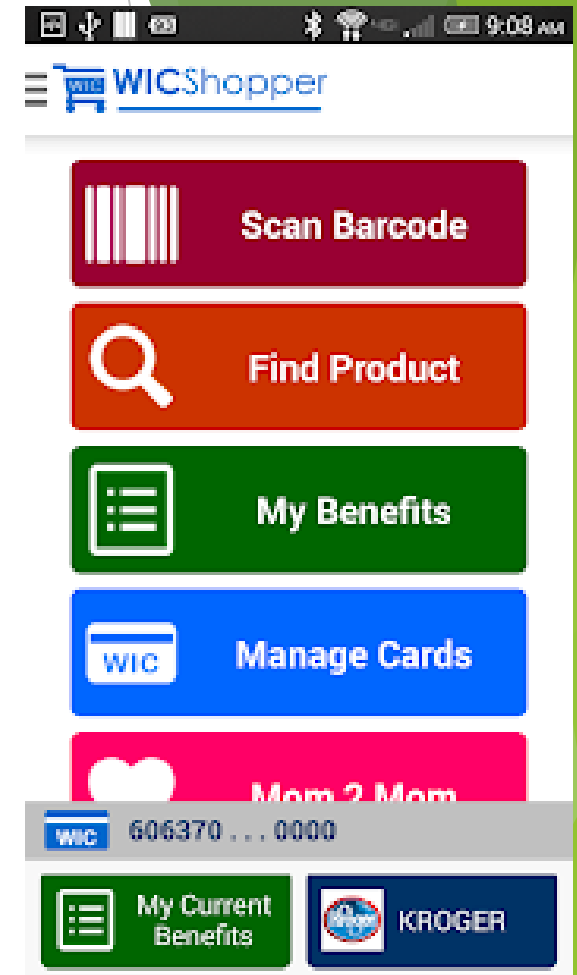 9:08 AM
WIC WICShopper
Scan Barcode
Find Product
My Benefits
WIC
Manage Cards
Mom 2 Mom
WIC 606370 . . . 0000
My Current
Benefits
Kroger KROGER